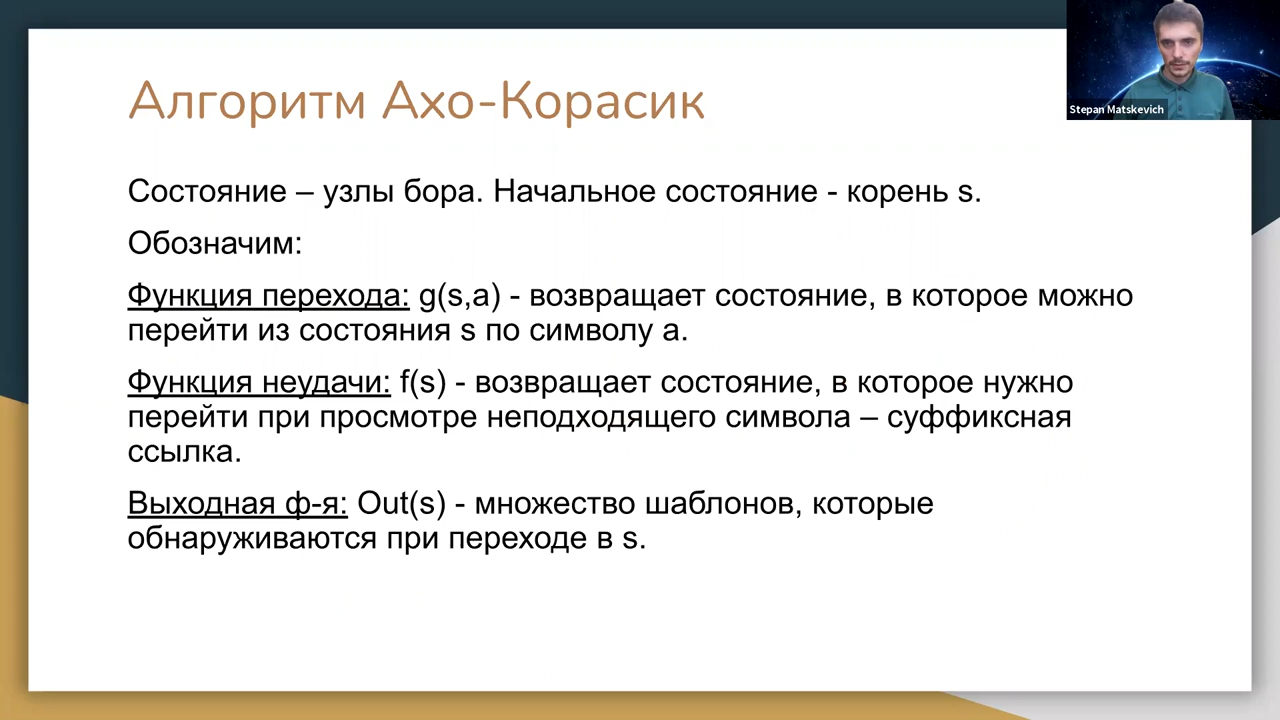 Алгоритм Ахо-Корасик
Stepan Matskevich
Состояние – узлы бора. Начальное состояние - корень s.
Обозначим:
Функция перехода: g(s,a) - возвращает состояние, в которое можно
перейти из состояния s по символу a.
Функция неудачи: f(s) - возвращает состояние, в которое нужно
перейти при просмотре неподходящего символа – суффиксная
ссылка.
Выходная ф-я: Out(s) - множество шаблонов, которые
обнаруживаются при переходе в s.